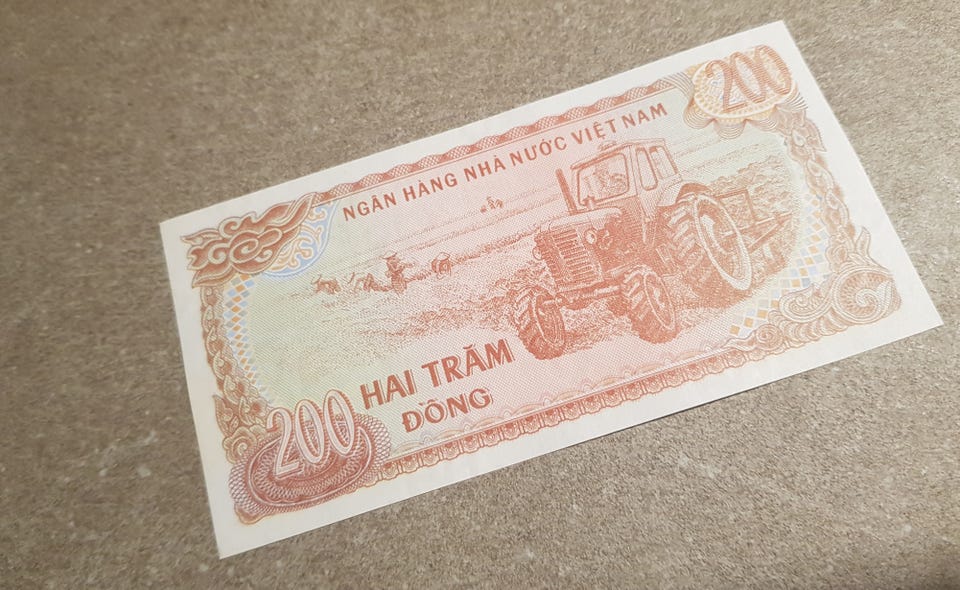 200
NGÂN HÀNG NHÀ NƯỚC VIỆT NAM
HAI TRĂM
ĐỒNG
200